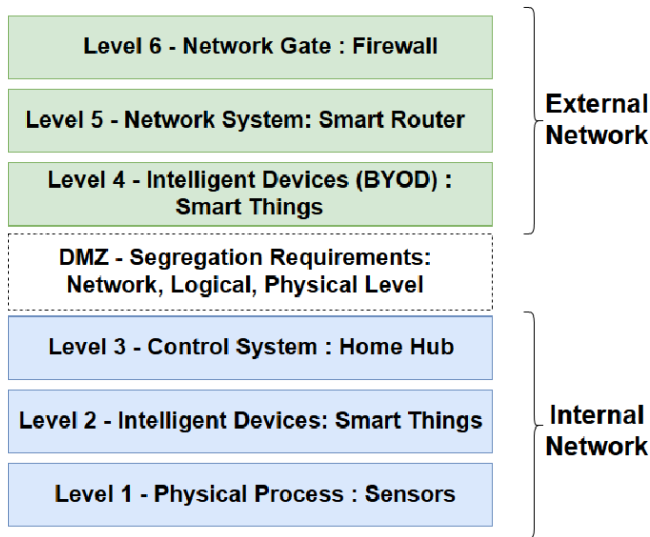 Level 6 - Network Gate : Firewall
Level 5 - Network System: Smart Router
Level 4 - Intelligent Devices (BYOD) :
Smart Things
External
Network
DMZ - Segregation Requirements:
Network, Logical, Physical Level
Level 3 - Control System : Home Hub
Level 2 - Intelligent Devices: Smart Things
Level 1 - Physical Process : Sensors
Internal
Network